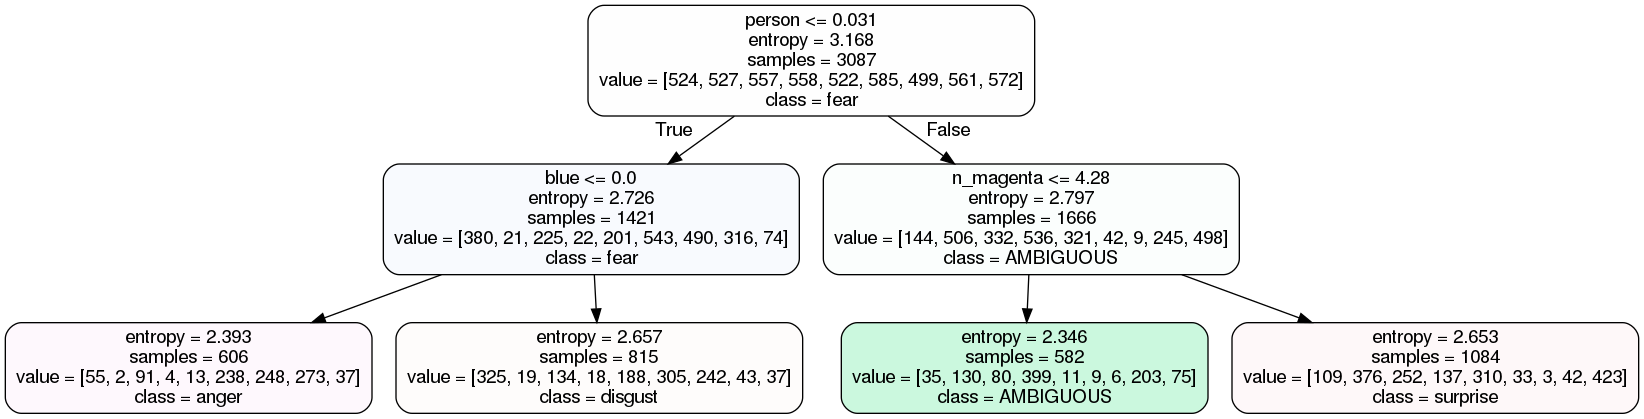 person <= 0.031
entropy = 3.168
samples = 3087
value = [524, 527, 557, 558, 522, 585, 499, 561, 572]
class = fear
True
False
blue <= 0.0
entropy = 2.726
samples = 1421
value = [380, 21, 225, 22, 201, 543, 490, 316, 74]
class = fear
n_magenta <= 4.28
entropy = 2.797
samples = 1666
value = [144, 506, 332, 536, 321, 42, 9, 245, 498]
class = AMBIGUOUS
entropy = 2.393
samples = 606
value = [55, 2, 91, 4, 13, 238, 248, 273, 37]
class = anger
entropy = 2.657
samples = 815
value = [325, 19, 134, 18, 188, 305, 242, 43, 37]
class = disgust
entropy = 2.346
samples = 582
value = [35, 130, 80, 399, 11, 9, 6, 203, 75]
class = AMBIGUOUS
entropy = 2.653
samples = 1084
value = [109, 376, 252, 137, 310, 33, 3, 42, 423]
class = surprise